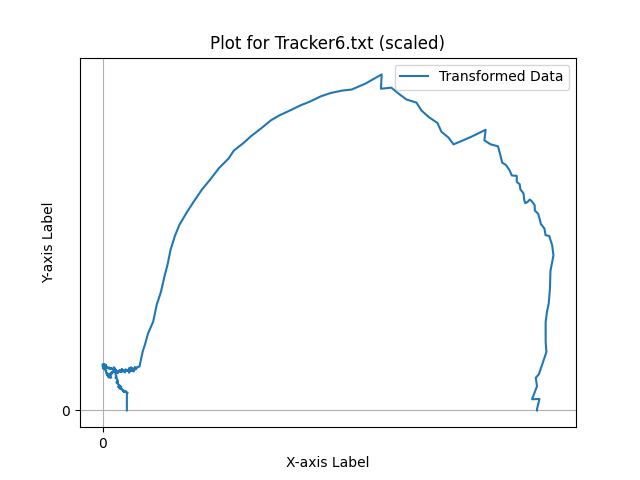 Plot for Tracker6.txt (scaled)
Transformed Data
Y-axis Label
0
0
X-axis Label